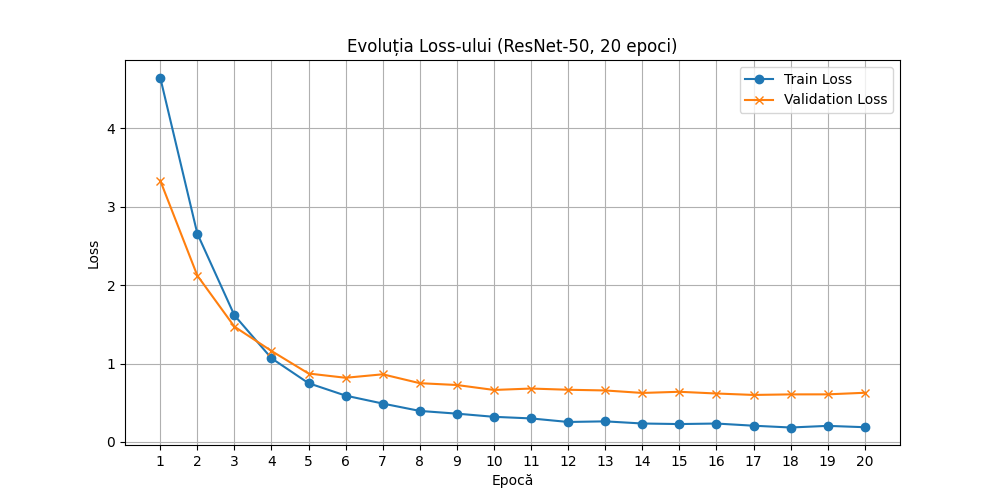 Evoluția Loss-ului (ResNet-50, 20 epoci)
Train Loss
Validation Loss
4
3
2
1
0
Loss
1 2 3 4 5 6 7 8 9 10 11 12 13 14 15 16 17 18 19 20
Epocă